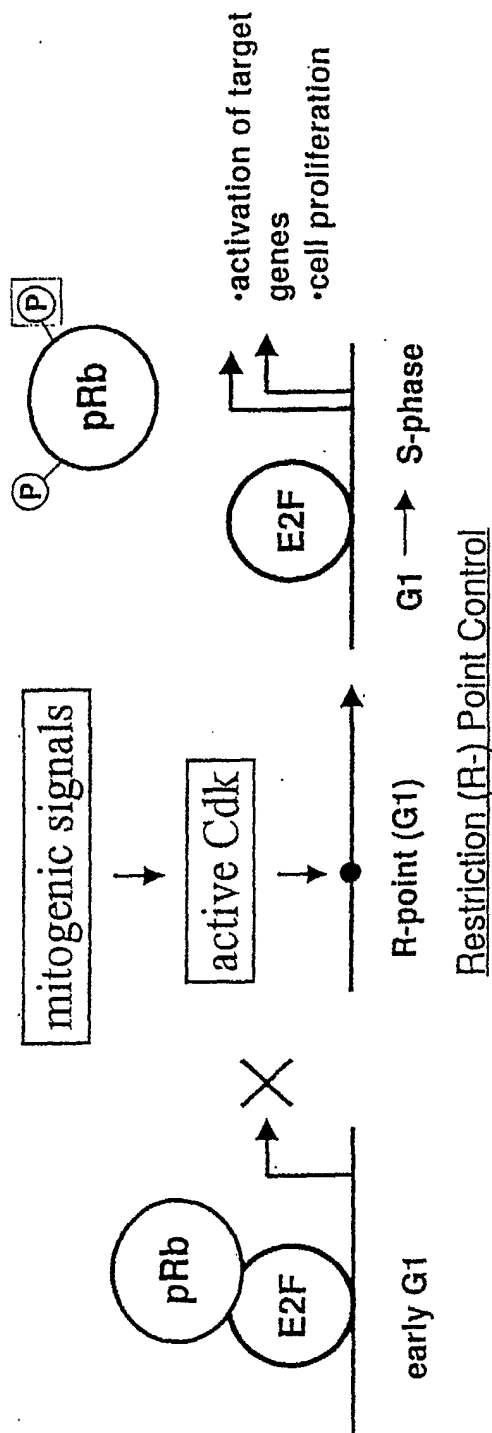 pRb
E2F
early G1
mitogenic signals
active Cdk
R-point (G1)
Restriction (R-) Point Control
P
P
pRb
E2F
•activation of target
genes
•cell proliferation
G1 → S-phase